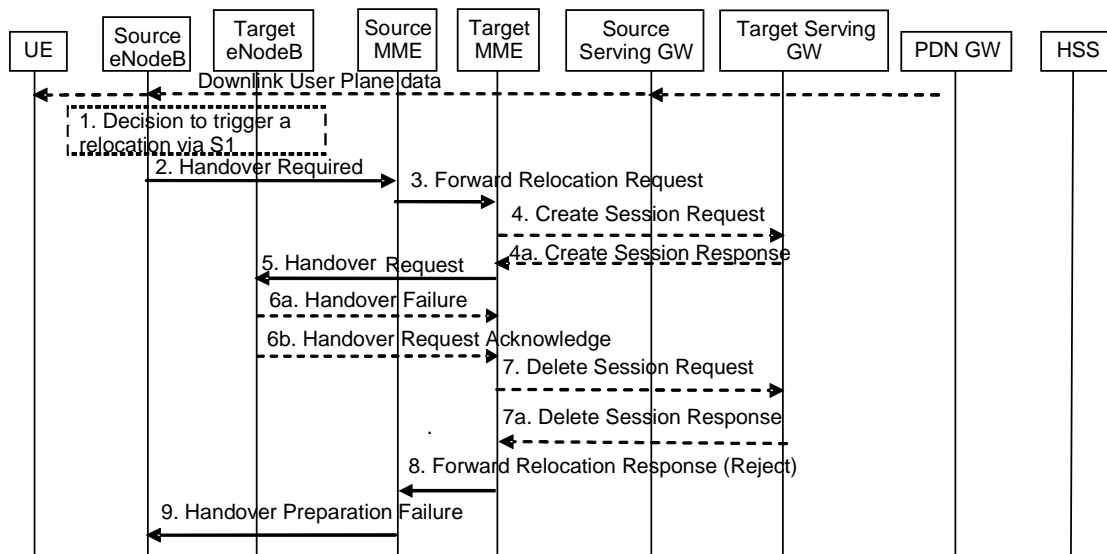 UE
Source
eNodeB
Target
eNodeB
Source
MME
Target
MME
Source
Serving GW
Target Serving
GW
PDN GW
HSS
Downlink User Plane data
1. Decision to trigger a
relocation via S1
2. Handover Required
3. Forward Relocation Request
4. Create Session Request
4a. Create Session Response
5. Handover Request
6a. Handover Failure
6b. Handover Request Acknowledge
7. Delete Session Request
7a. Delete Session Response
.
8. Forward Relocation Response (Reject)
9. Handover Preparation Failure